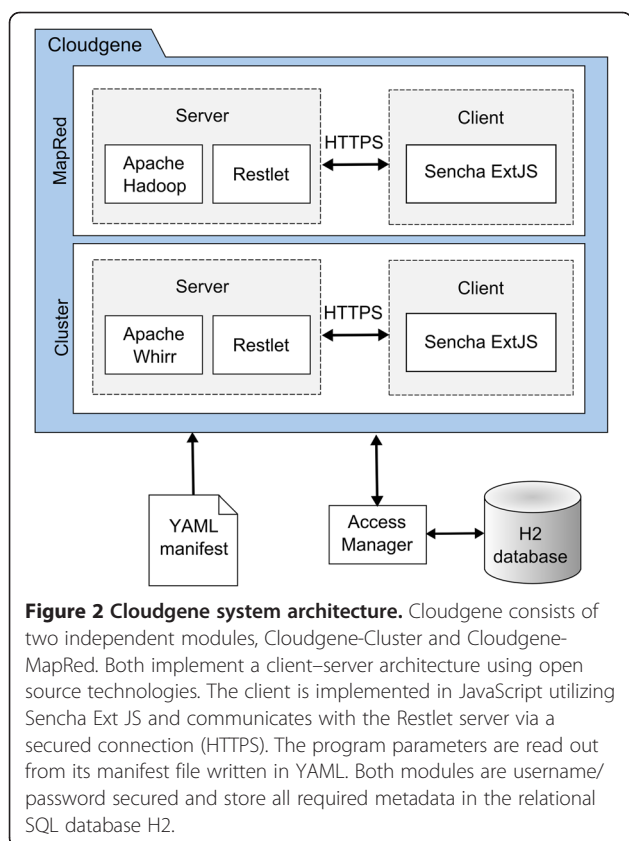 Cloudgene
MapRed
Server
Apache
Hadoop
Restlet
HTTPS
Client
Sencha ExtJS
Cluster
Server
Apache
Whirr
Restlet
HTTPS
Client
Sencha ExtJS
YAML
manifest
Access
Manager
H2
database
Figure 2 Cloudgene system architecture. Cloudgene consists of
two independent modules, Cloudgene-Cluster and Cloudgene-
MapRed. Both implement a client–server architecture using open
source technologies. The client is implemented in JavaScript utilizing
Sencha Ext JS and communicates with the Restlet server via a
secured connection (HTTPS). The program parameters are read out
from its manifest file written in YAML. Both modules are username/
password secured and store all required metadata in the relational
SQL database H2.